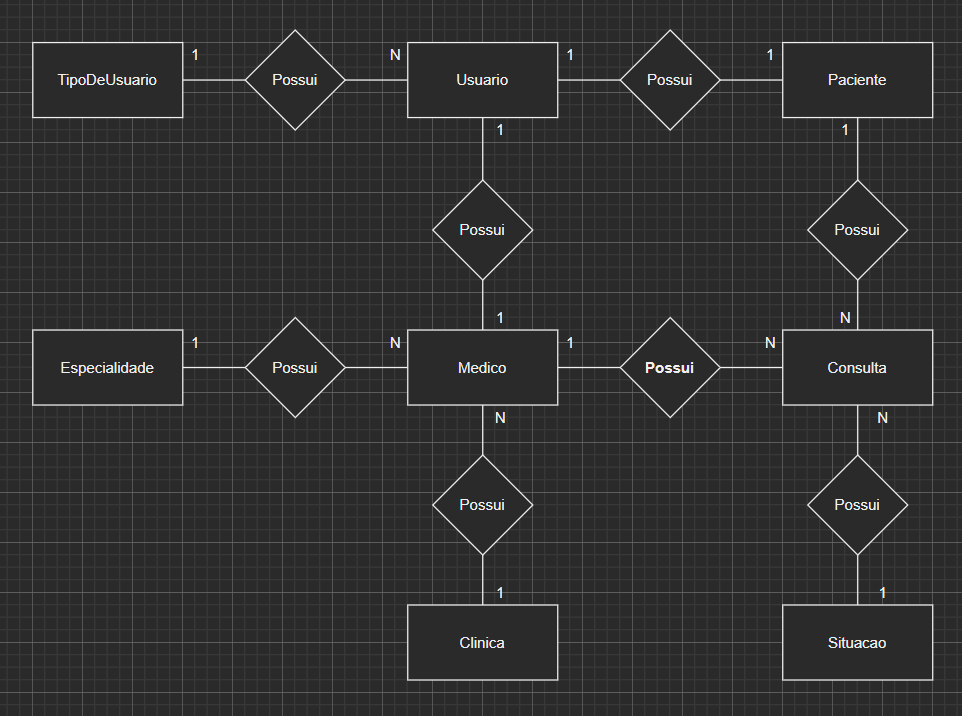 TipoDeUsuario
1
Possui
N
Usuario
1
Possui
1
Paciente
1
1
Possui
Possui
1
N
Especialidade
1
Possui
N
Medico
1
Possui
N
Consulta
N
N
Possui
Possui
1
1
Clinica
Situacao